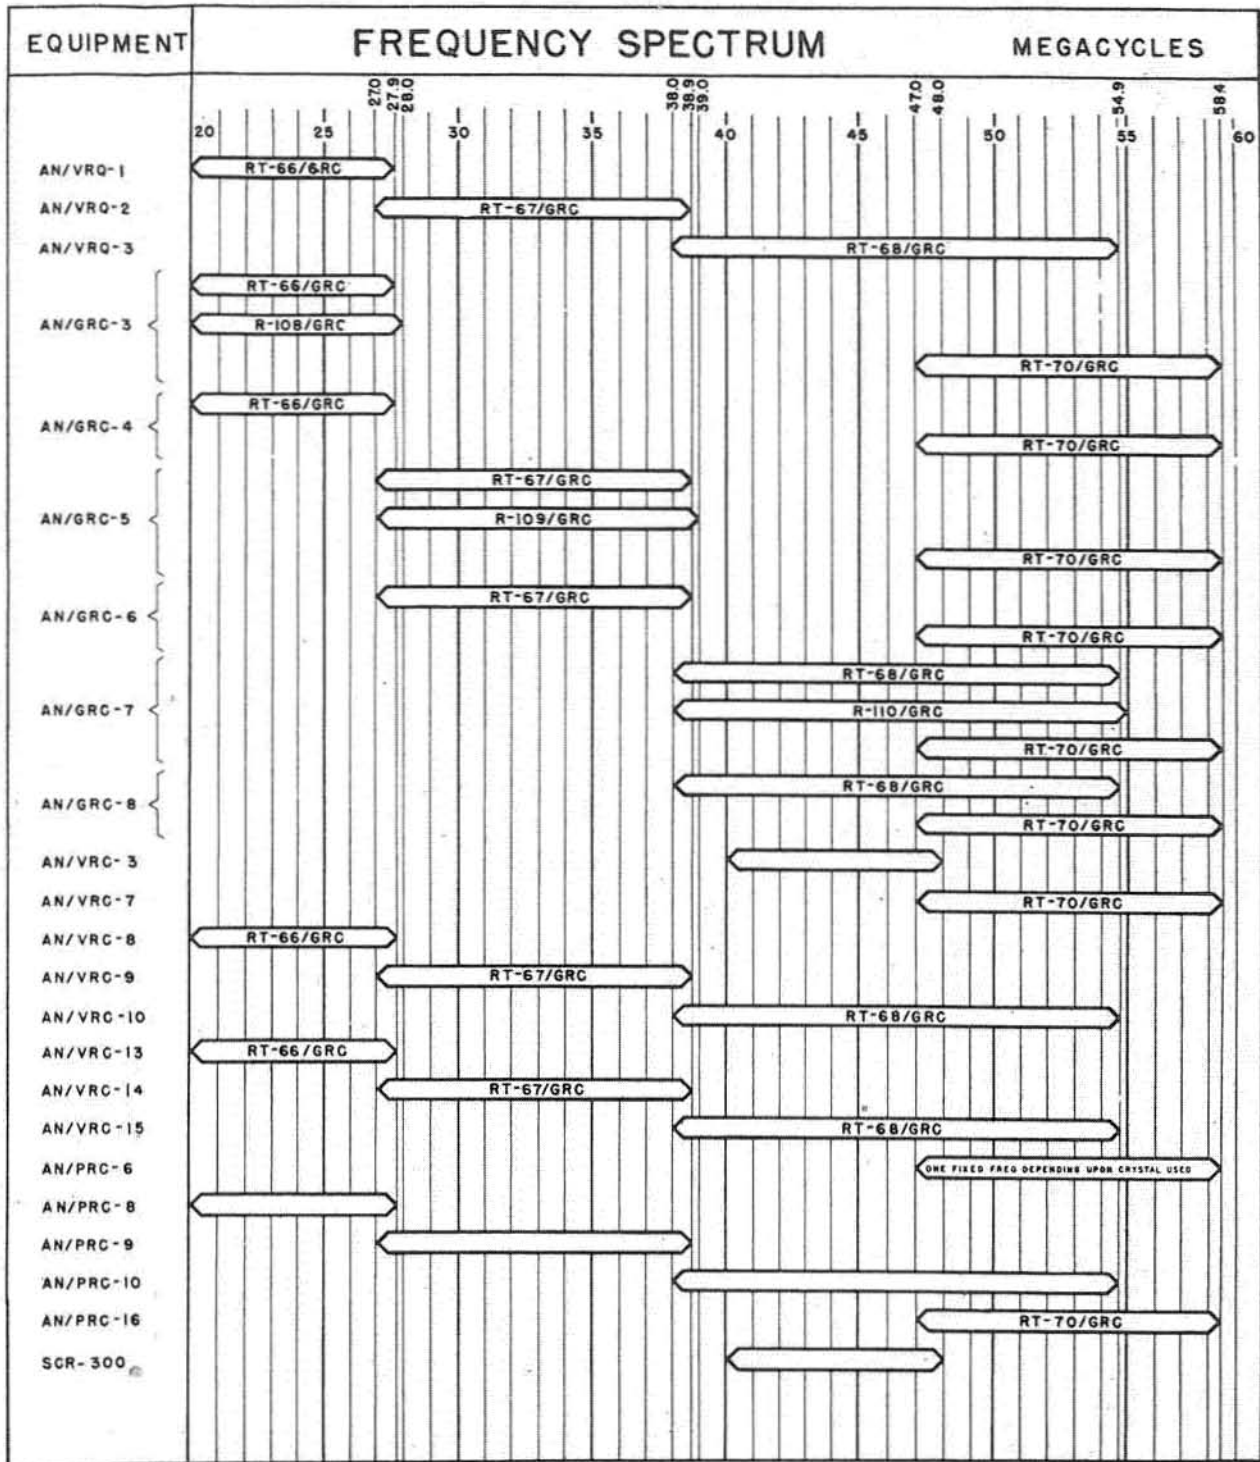 EQUIPMENT FREQUENCY SPECTRUM MEGACYCLES
27.0 27.9 28.0 38.0 38.9 39.0 47.0 48.0 54.9 58.4
20 25 30 35 40 45 50 55 60
AN/VRQ-1 RT-66/GRC
AN/VRQ-2 RT-67/GRC
AN/VRQ-3 RT-68/GRC
RT-66/GRC
AN/GRC-3 R-108/GRC
RT-70/GRC
RT-66/GRC
AN/GRC-4
RT-70/GRC
RT-67/GRC
AN/GRC-5 R-109/GRC
RT-70/GRC
RT-67/GRC
AN/GRC-6
RT-70/GRC
RT-68/GRC
AN/GRC-7 R-110/GRC
RT-70/GRC
RT-68/GRC
AN/GRC-8
RT-70/GRC
AN/VRC-3
AN/VRC-7 RT-70/GRC
AN/VRC-8 RT-66/GRC
AN/VRC-9 RT-67/GRC
AN/VRC-10 RT-68/GRC
AN/VRC-13 RT-66/GRC
AN/VRC-14 RT-67/GRC
AN/VRC-15 RT-68/GRC
AN/PRC-6 ONE FIXED FREQ DEPENDING UPON CRYSTAL USED
AN/PRC-8
AN/PRC-9
AN/PRC-10
AN/PRC-16 RT-70/GRC
SCR-300